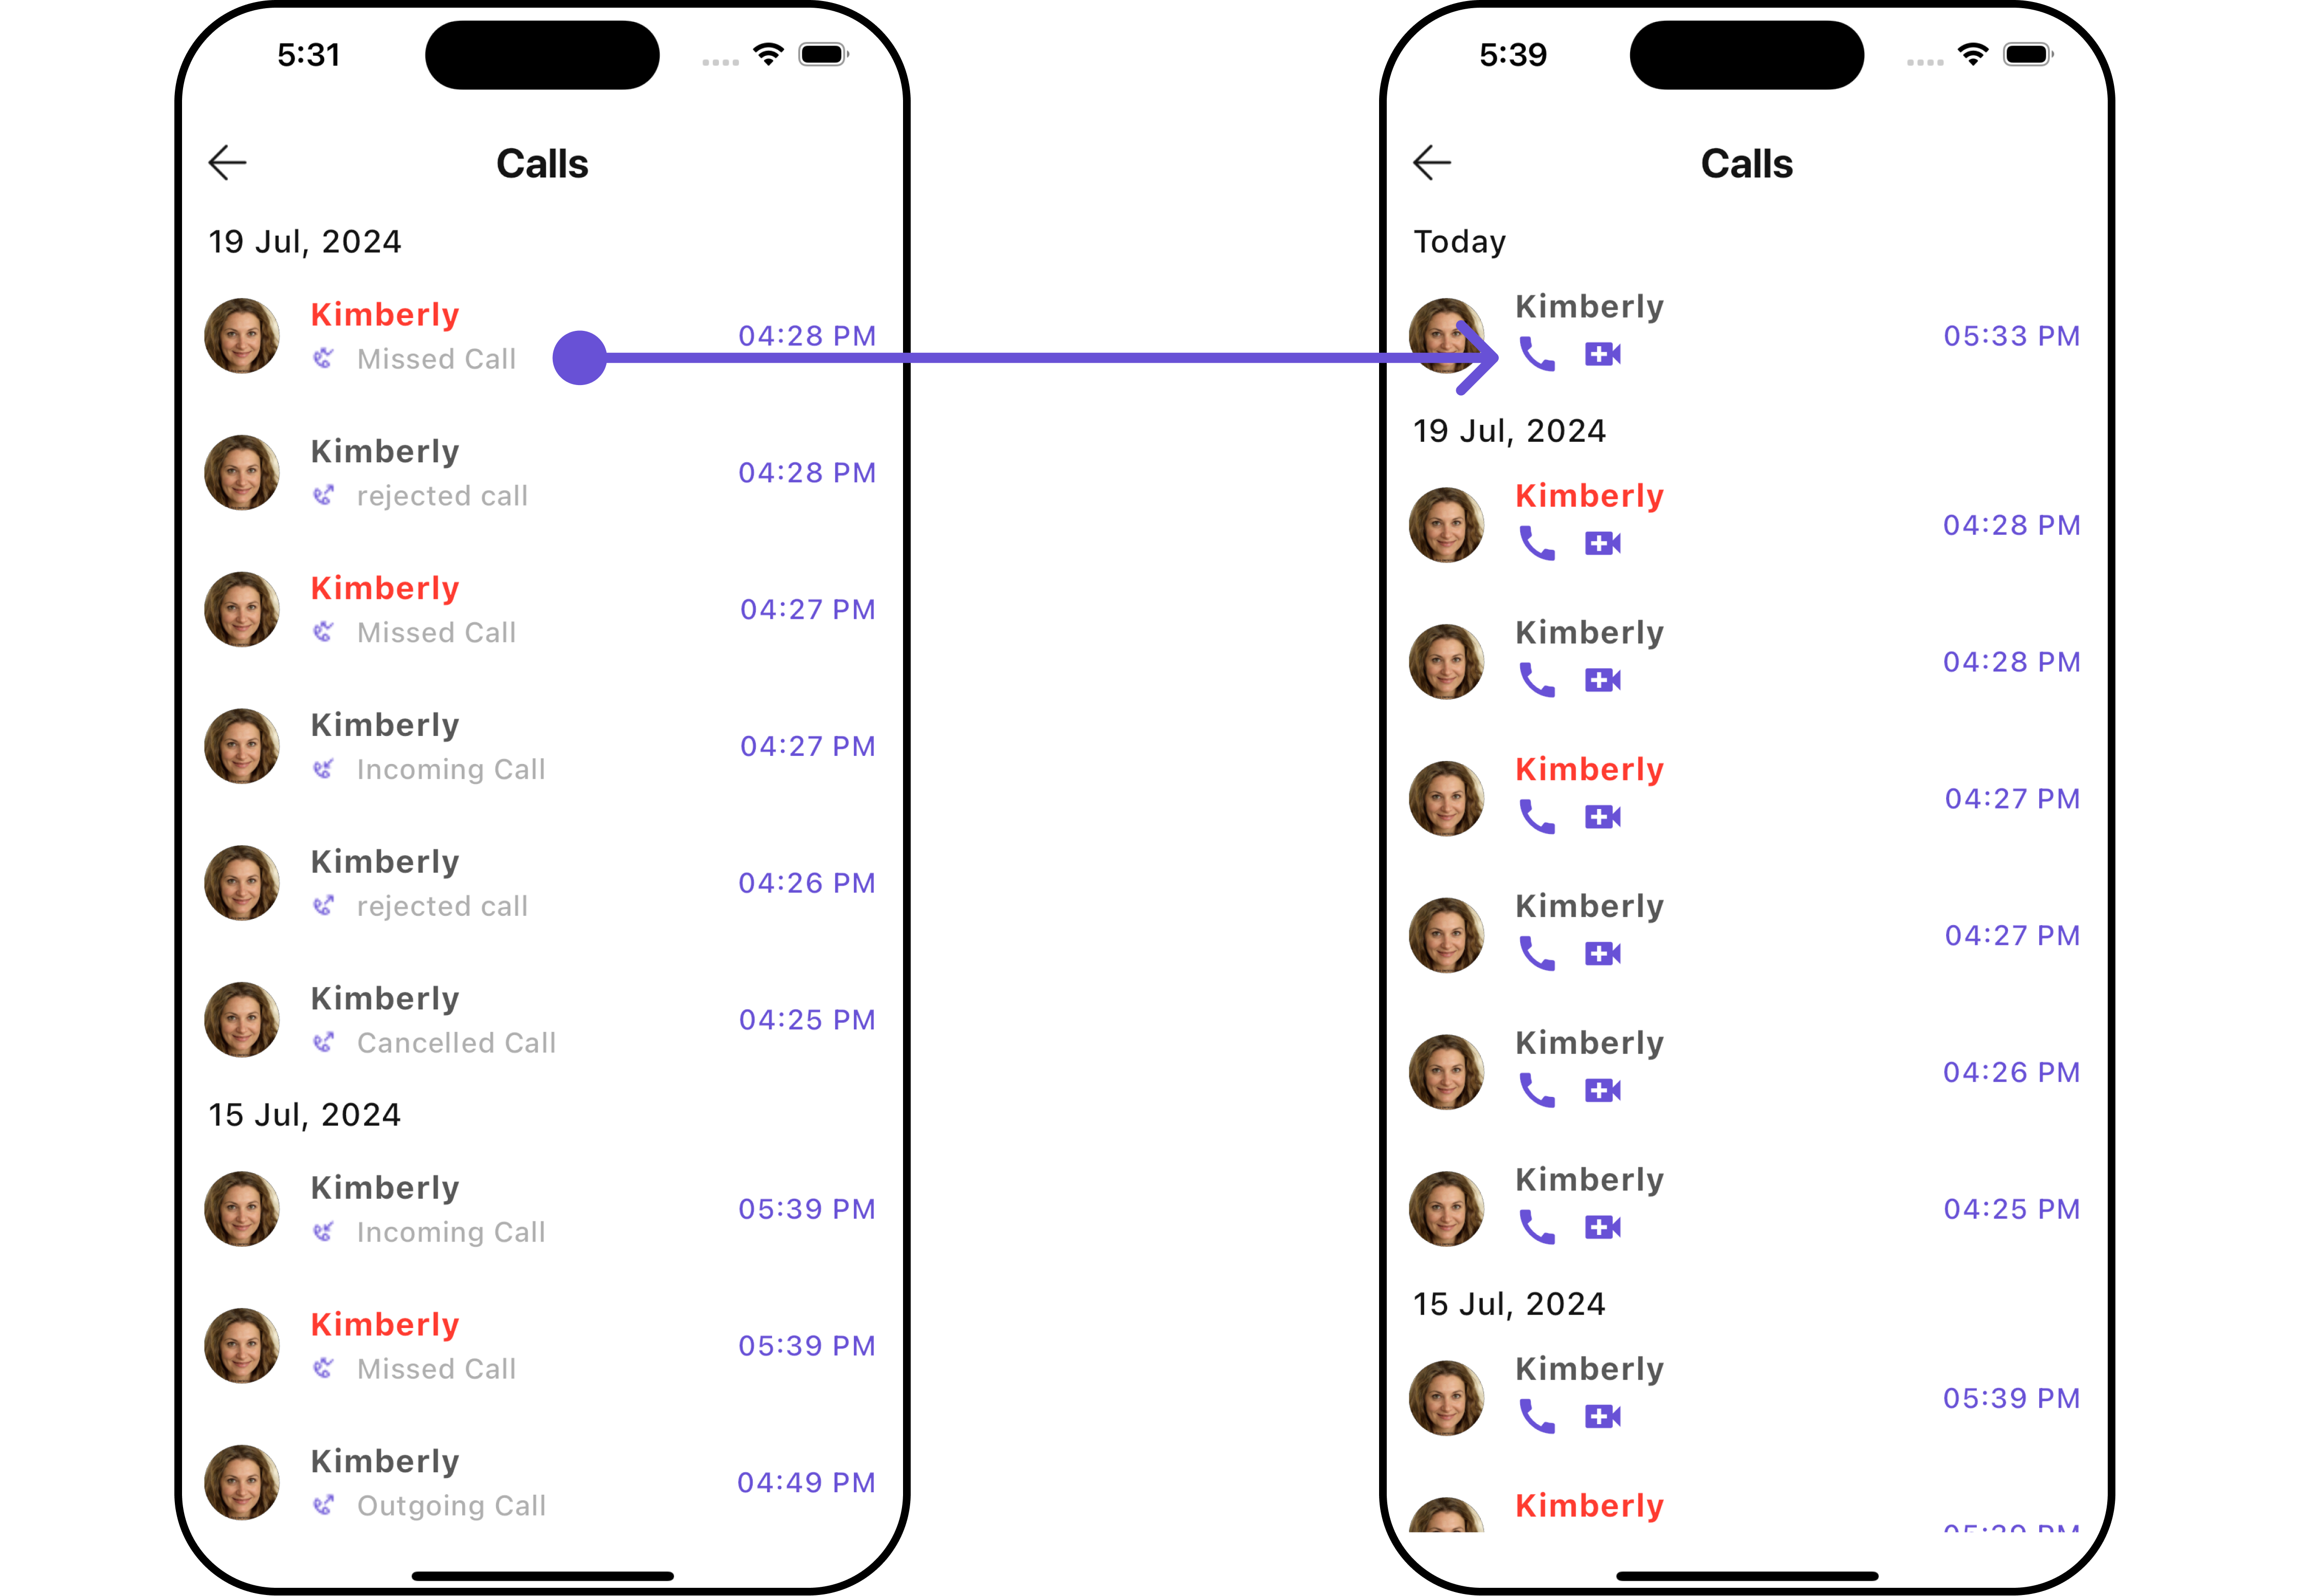 5:31
Calls
19 Jul, 2024
Kimberly
Missed Call
04:28 PM
Kimberly
rejected call
04:28 PM
Kimberly
Missed Call
04:27 PM
Kimberly
Incoming Call
04:27 PM
Kimberly
rejected call
04:26 PM
Kimberly
Cancelled Call
04:25 PM
15 Jul, 2024
Kimberly
Incoming Call
05:39 PM
Kimberly
Missed Call
05:39 PM
Kimberly
Outgoing Call
04:49 PM
5:39
Calls
Today
Kimberly
05:33 PM
19 Jul, 2024
Kimberly
04:28 PM
Kimberly
04:28 PM
Kimberly
04:27 PM
Kimberly
04:27 PM
Kimberly
04:26 PM
Kimberly
04:25 PM
15 Jul, 2024
Kimberly
05:39 PM
Kimberly